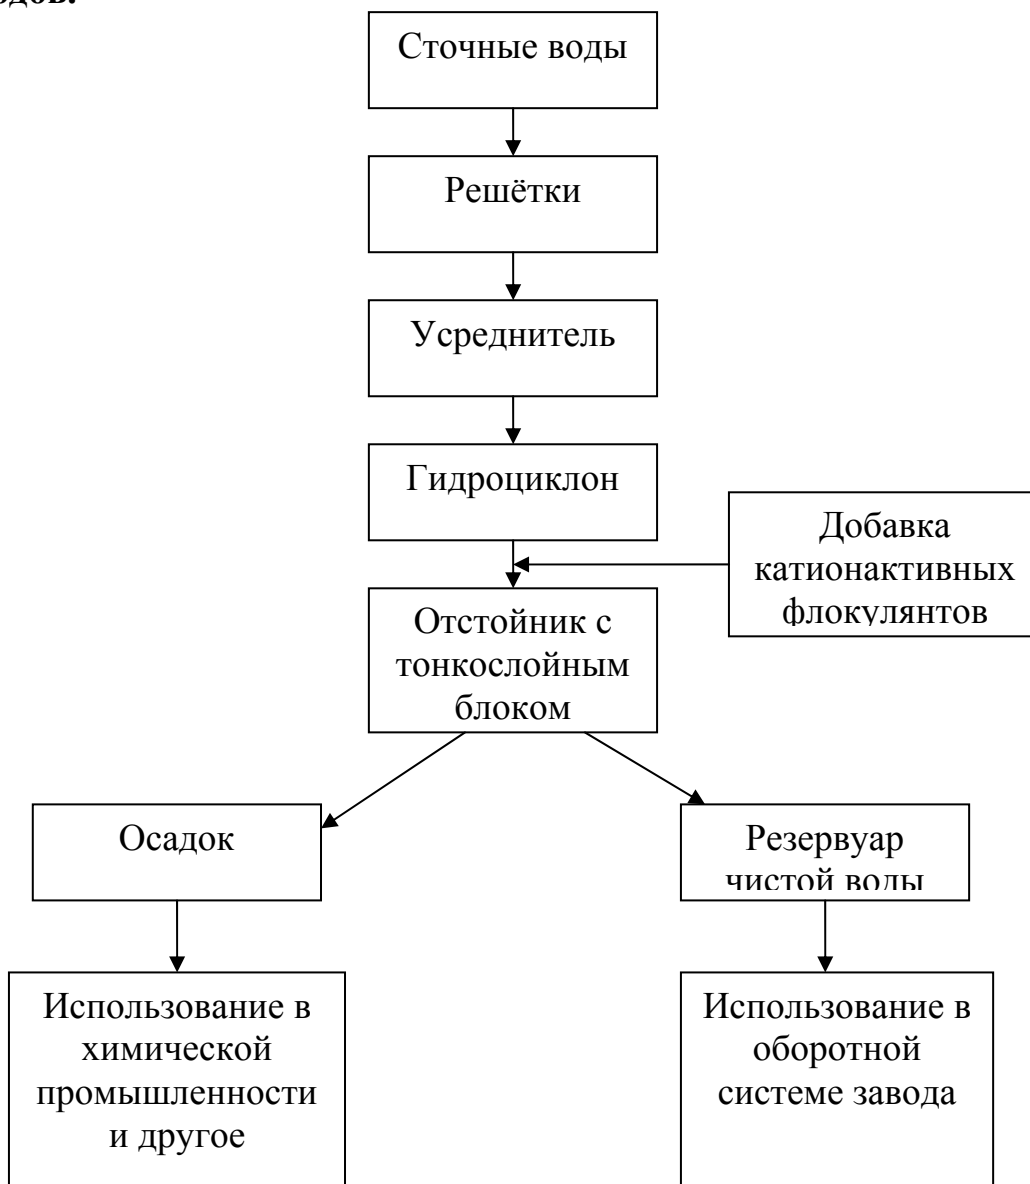 Сточные воды
Решётки
Усреднитель
Гидроциклон
Добавка
катионактивных
флокулянтов
Отстойник с
тонкослойным
блоком
Осадок
Резервуар
чистой воды
Использование в
химической
промышленности
и другое
Использование в
оборотной
системе завода